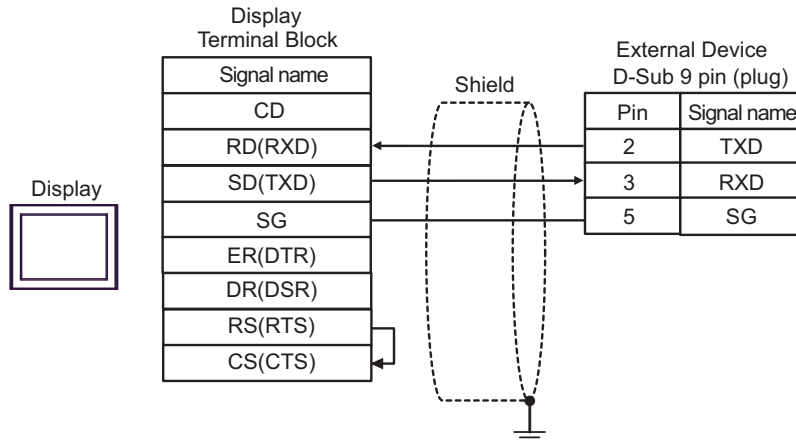 Display
Terminal Block
Signal name
CD
RD(RXD)
SD(TXD)
SG
ER(DTR)
DR(DSR)
RS(RTS)
CS(CTS)
Display
Shield
External Device
D-Sub 9 pin (plug)
Pin Signal name
2 TXD
3 RXD
5 SG